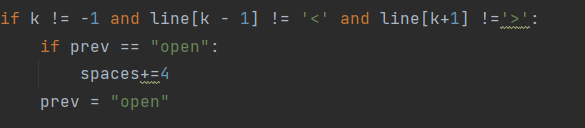 if k != -1 and line[k - 1] != '<' and line[k+1] !='>':
if prev == "open":
spaces+=4
prev = "open"